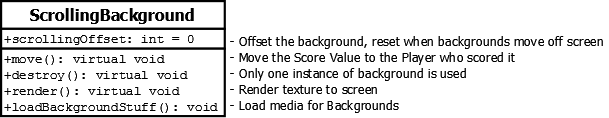 ScrollingBackground
+scrollingOffset: int = 0 - Offset the background, reset when backgrounds move off screen
+move(): virtual void - Move the Score Value to the Player who scored it
+destroy(): virtual void - Only one instance of background is used
+render(): virtual void - Render texture to screen
+loadBackgroundStuff(): void - Load media for Backgrounds